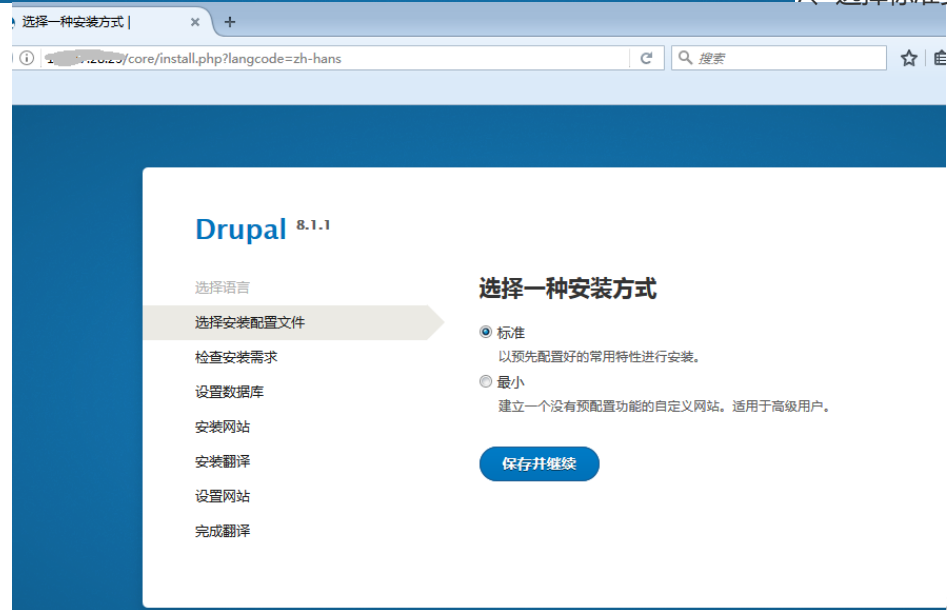 选择标准
选择一种安装方式 |
/core/install.php?langcode=zh-hans
搜索
Drupal 8.1.1
选择语言
选择安装配置文件
检查安装需求
设置数据库
安装网站
安装翻译
设置网站
完成翻译
选择一种安装方式
标准
以预先配置好的常用特性进行安装。
最小
建立一个没有预配置功能的自定义网站。适用于高级用户。
保存并继续